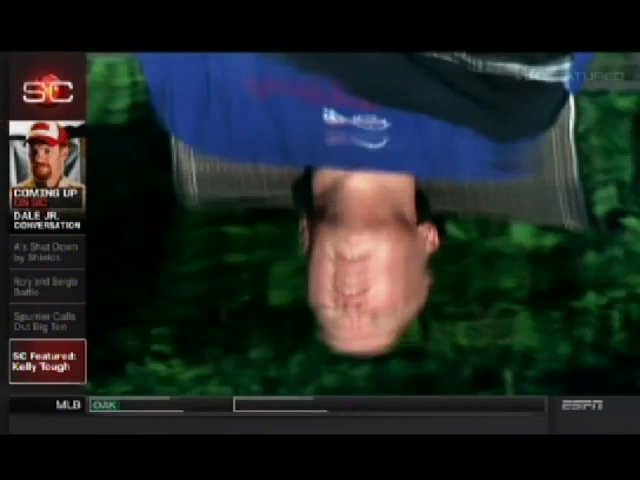 SC
FEATURED
COMING UP
ON SC:
DALE JR.
CONVERSATION
A's Shut Down
by Shields
Rory and Sergio
Battle
Spurrier Calls
Out Big Ten
SC Featured:
Kelly Tough
MLB
OAK
ESPN